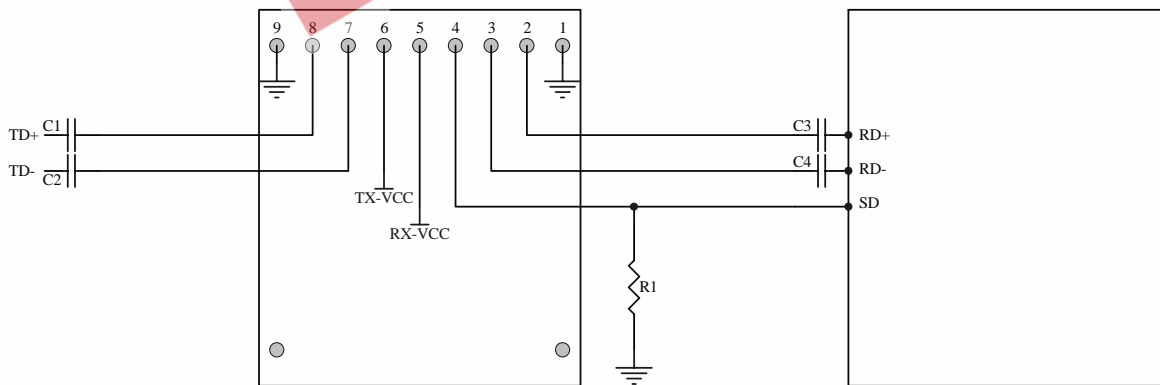 9 8 7 6 5 4 3 2 1
TD+ C1
TD- C2
C3 RD+
C4 RD-
SD
TX-VCC
RX-VCC
R1